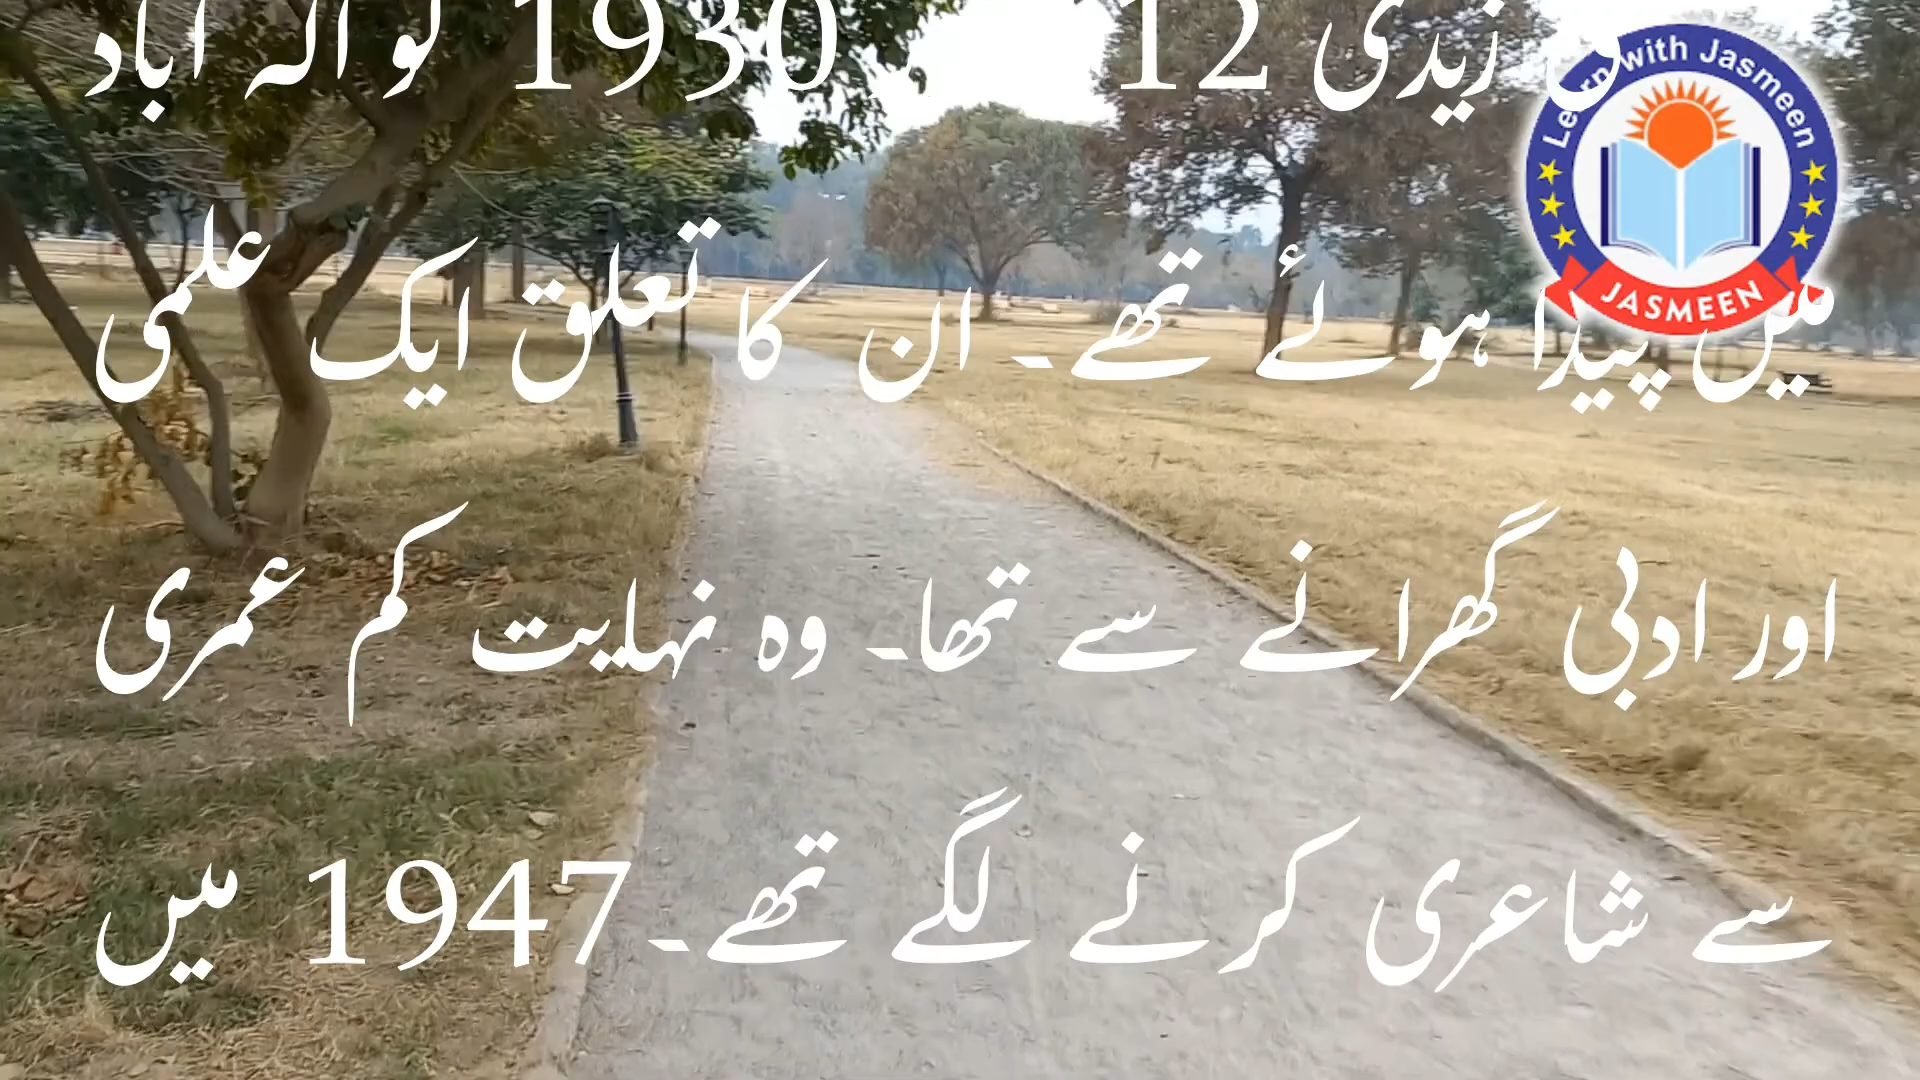 زیدی 12 1930 کو الہ آباد
میں پیدا ہوئے تھے۔ ان کا تعلق ایک علمی
اور ادبی گھرانے سے تھا۔ وہ نہایت کم عمری
سے شاعری کرنے لگے تھے۔ 1947 میں
Learn with Jasmeen
JASMEEN